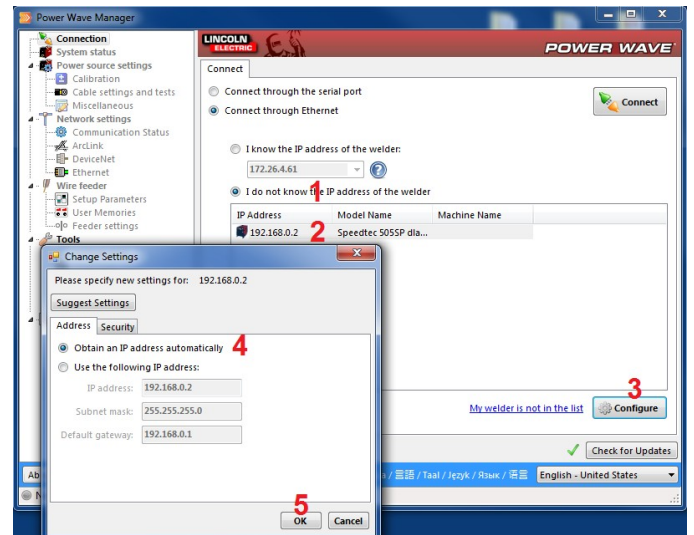 Power Wave Manager
Connection
System status
Power source settings
Calibration
Cable settings and tests
Miscellaneous
Network settings
Communication Status
ArcLink
DeviceNet
Ethernet
Wire feeder
Setup Parameters
User Memories
Feeder settings
Tools
LINCOLN
ELECTRIC
POWER WAVE
Connect
Connect through the serial port
Connect through Ethernet
Connect
I know the IP address of the welder:
172.26.4.61
1
I do not know the IP address of the welder
IP Address Model Name Machine Name
192.168.0.2 2 Speedtec 505SP dla...
3
My welder is not in the list Configure
Check for Updates
/ 言語 / Taal / Język / Язык / 语言 English - United States
Change Settings
Please specify new settings for: 192.168.0.2
Suggest Settings
Address Security
Obtain an IP address automatically 4
Use the following IP address:
IP address: 192.168.0.2
Subnet mask: 255.255.255.0
Default gateway: 192.168.0.1
5
OK Cancel